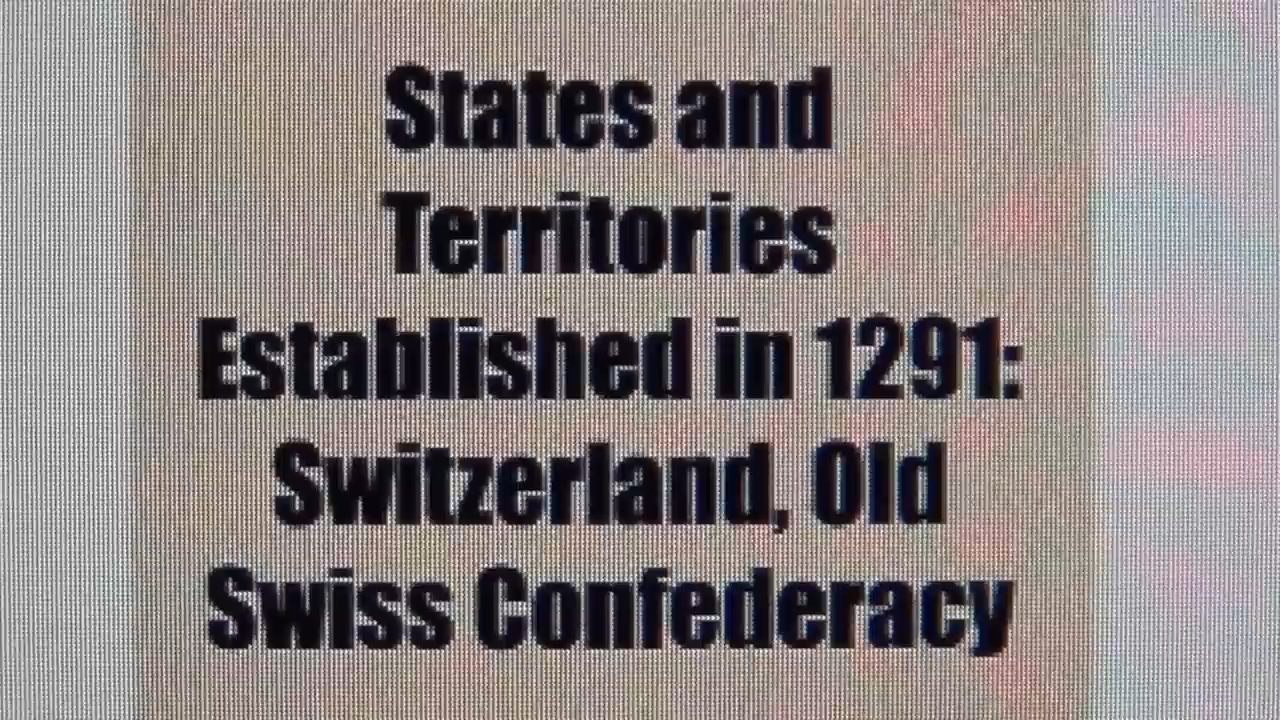 States and
Territories
Established in 1291:
Switzerland, Old
Swiss Confederacy